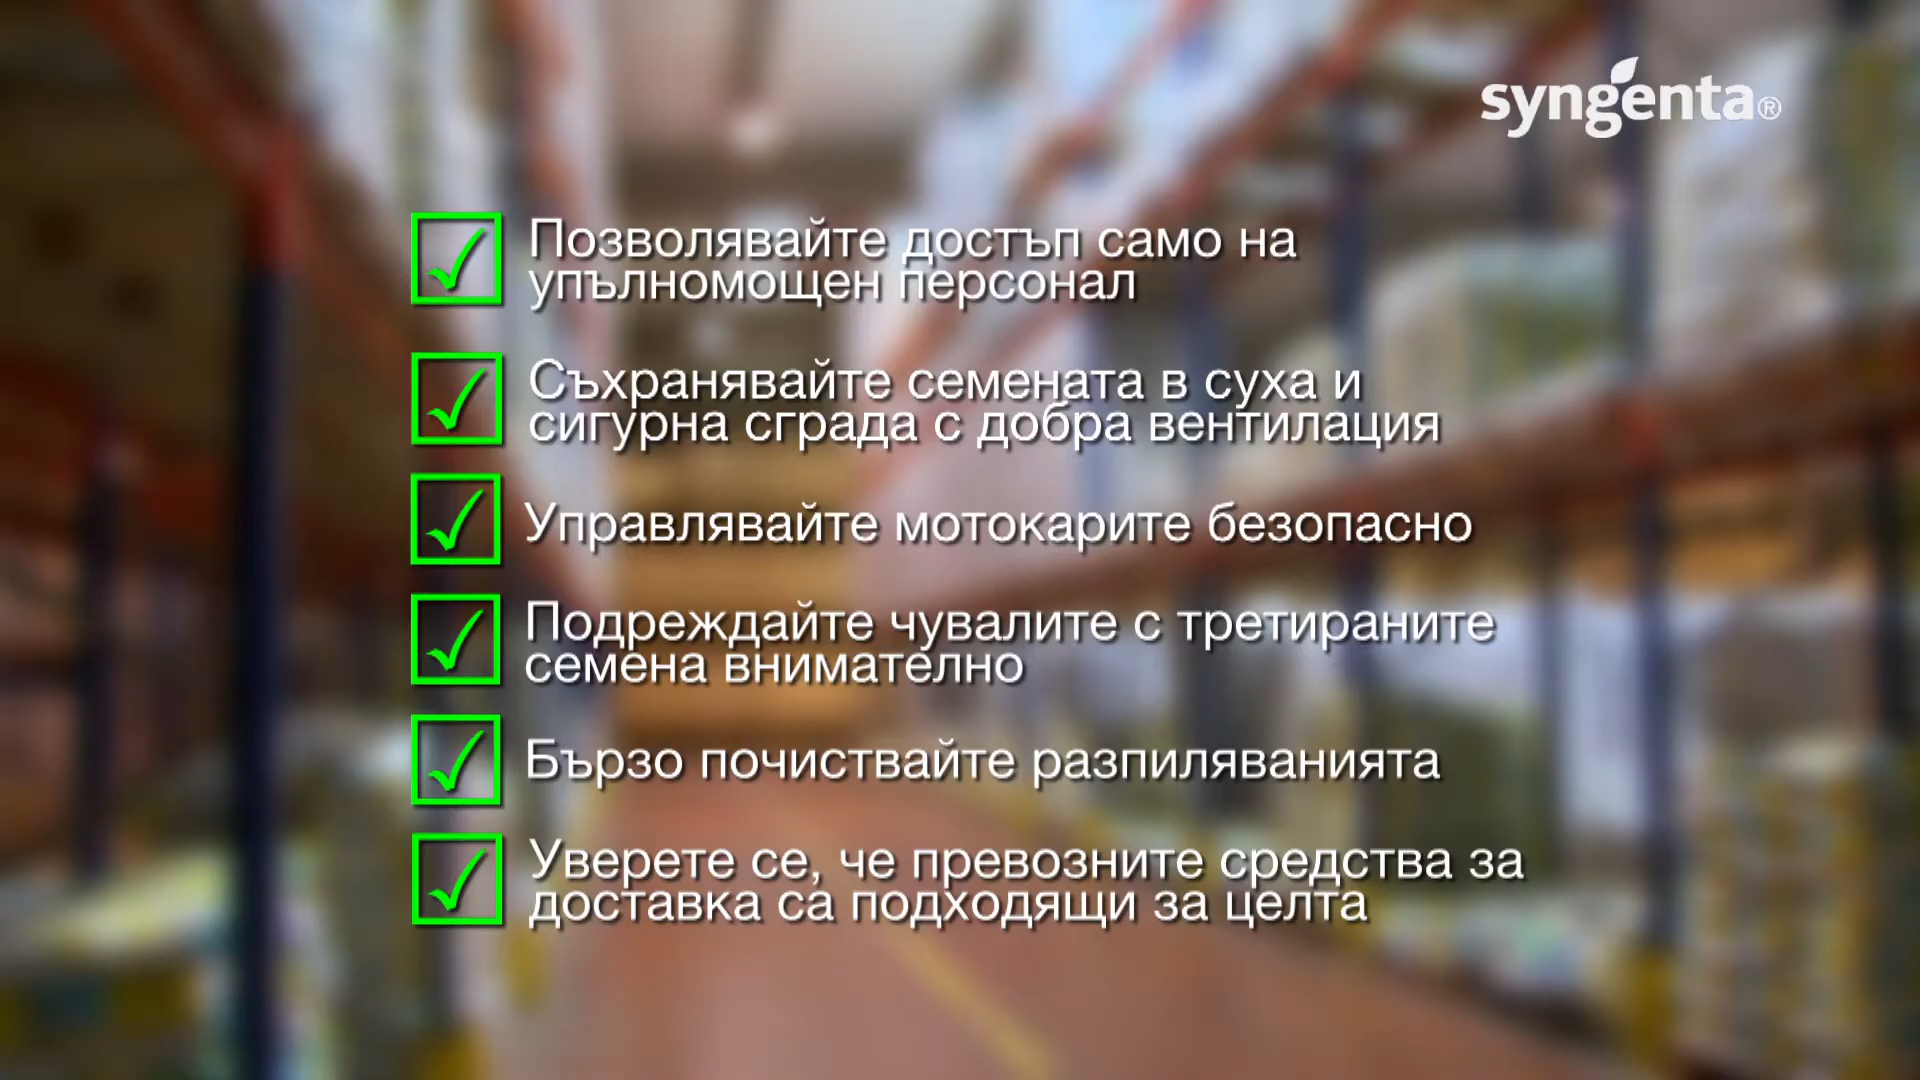 syngenta®
Позволявайте достъп само на
упълномощен персонал
Съхранявайте семената в суха и
сигурна сграда с добра вентилация
Управлявайте мотокарите безопасно
Подреждайте чувалите с третираните
семена внимателно
Бързо почиствайте разпиляванията
Уверете се, че превозните средства за
доставка са подходящи за целта